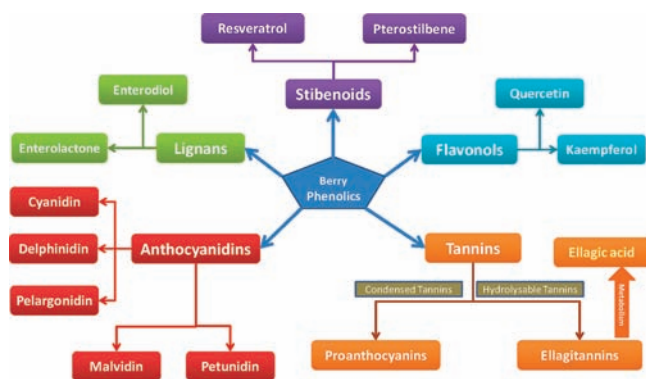 Resveratrol
Pterostilbene
Stibenoids
Enterodiol
Enterolactone
Lignans
Quercetin
Flavonols
Kaempferol
Berry
Phenolics
Cyanidin
Delphinidin
Anthocyanidins
Pelargonidin
Malvidin
Petunidin
Tannins
Ellagic acid
Condensed Tannins
Hydrolysable Tannins
Metabolism
Proanthocyanins
Ellagitannins